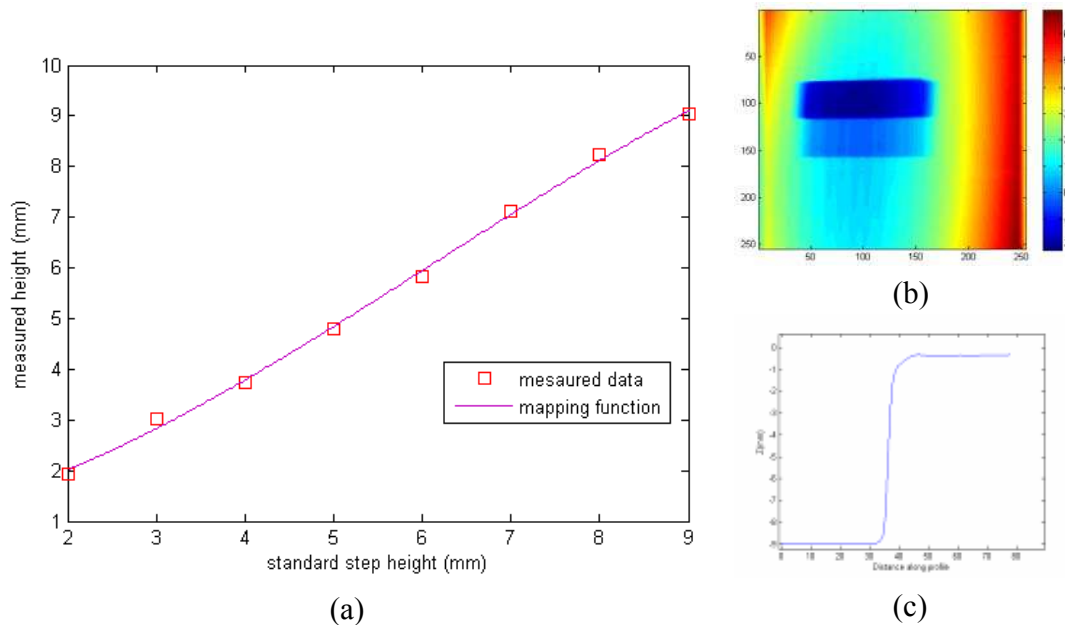 10
9
8
7
6
5
4
3
2
1
measured height (mm)
mesaured data
mapping function
2 3 4 5 6 7 8 9
standard step height (mm)
(a)
50
100
150
200
250
50 100 150 200 250
(b)
0
-1
-2
-3
-4
-5
-6
-7
-8
0 10 20 30 40 50 60 70 80
Distance along profile
(c)